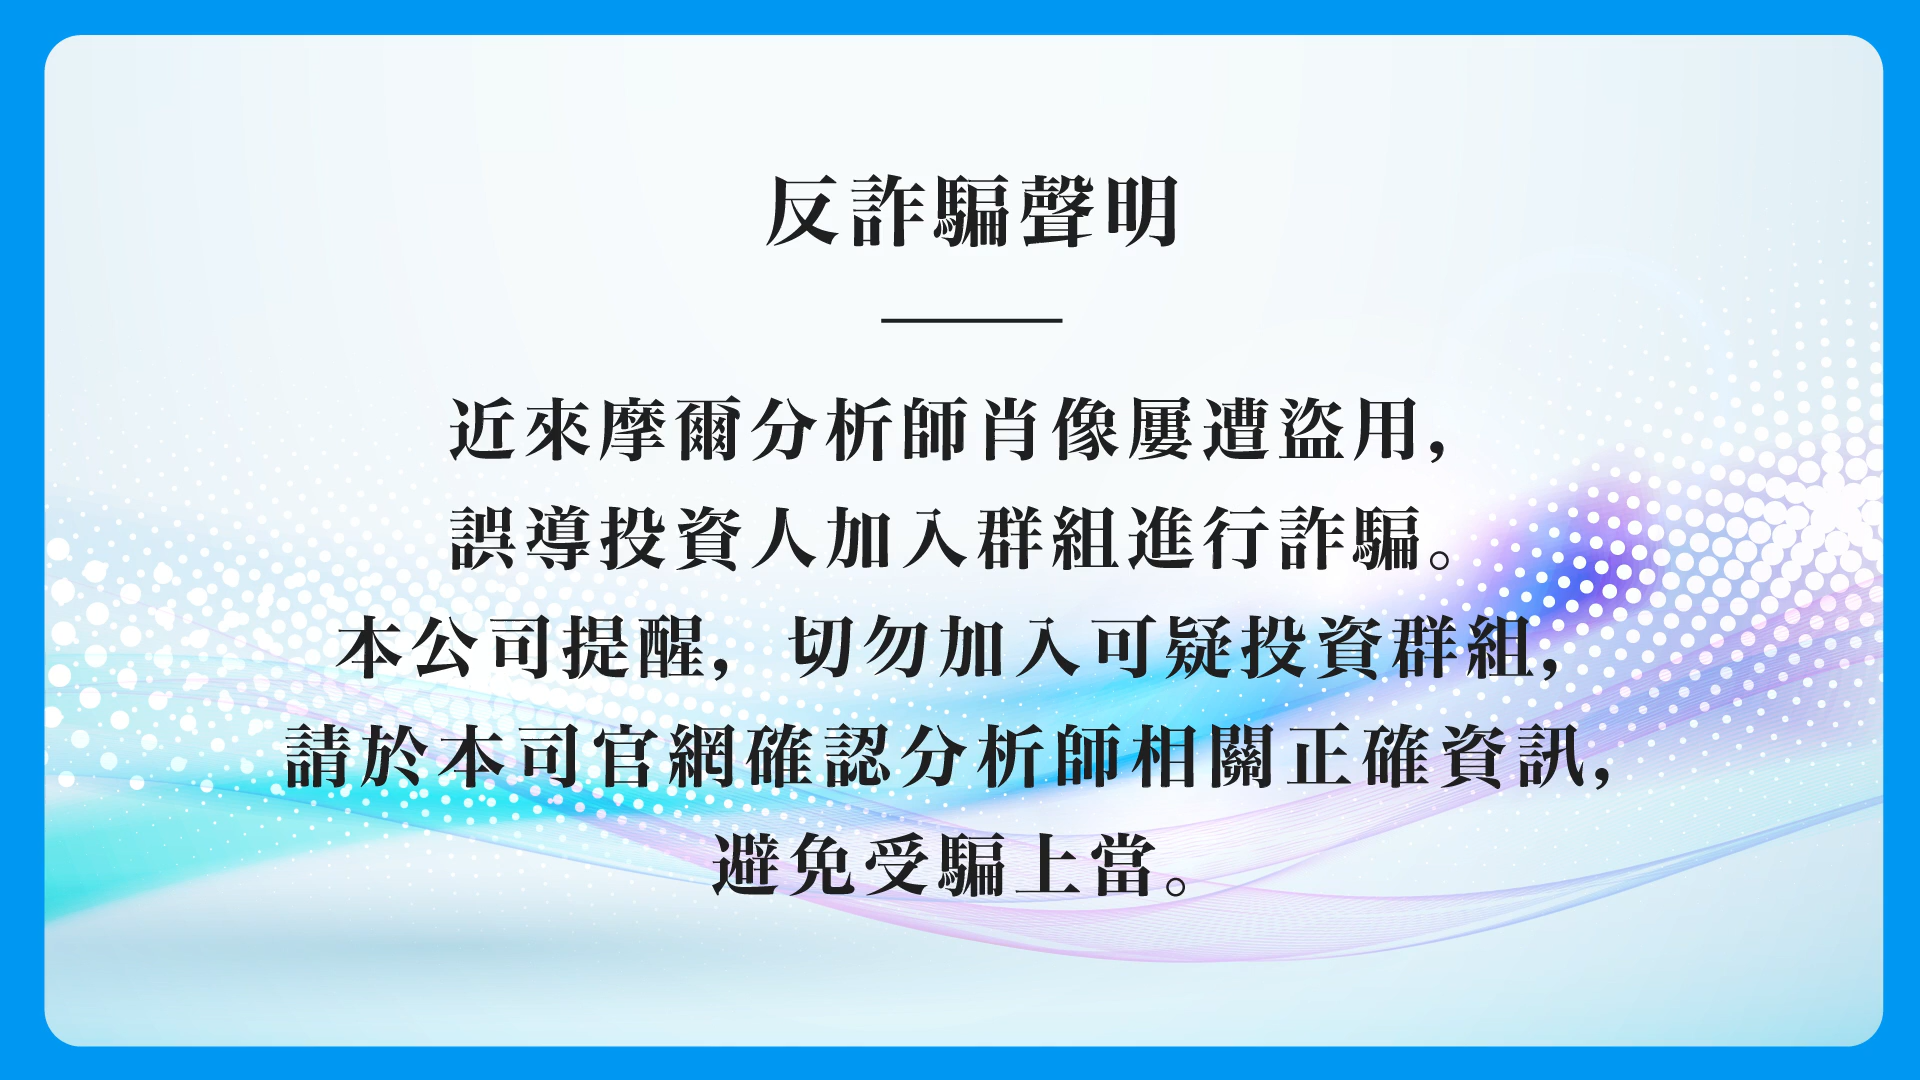 反詐騙聲明
近來摩爾分析師肖像屢遭盜用，
誤導投資人加入群組進行詐騙。
本公司提醒，切勿加入可疑投資群組，
請於本司官網確認分析師相關正確資訊，
避免受騙上當。